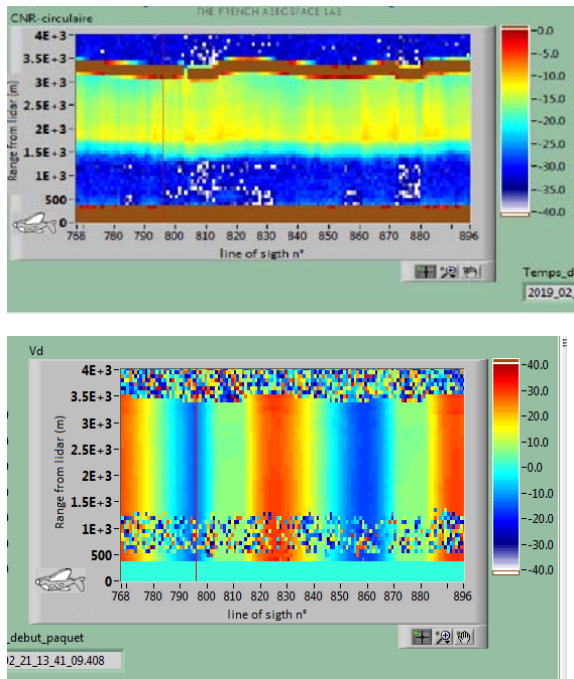 THE FRENCH AEROSPACE LAB
CNR-circulaire
4E+3
3.5E+3
3E+3
2.5E+3
2E+3
1.5E+3
1E+3
500
0
Range from lidar (m)
768 780 790 800 810 820 830 840 850 860 870 880 896
line of sigth n°
-0.0
-5.0
-10.0
-15.0
-20.0
-25.0
-30.0
-35.0
-40.0
Temps_d
2019_02_
Vd
4E+3
3.5E+3
3E+3
2.5E+3
2E+3
1.5E+3
1E+3
500
0
Range from lidar (m)
768 780 790 800 810 820 830 840 850 860 870 880 896
line of sigth n°
-40.0
-30.0
-20.0
-10.0
-0.0
-10.0
-20.0
-30.0
-40.0
_debut_paquet
02_21_13_41_09.408